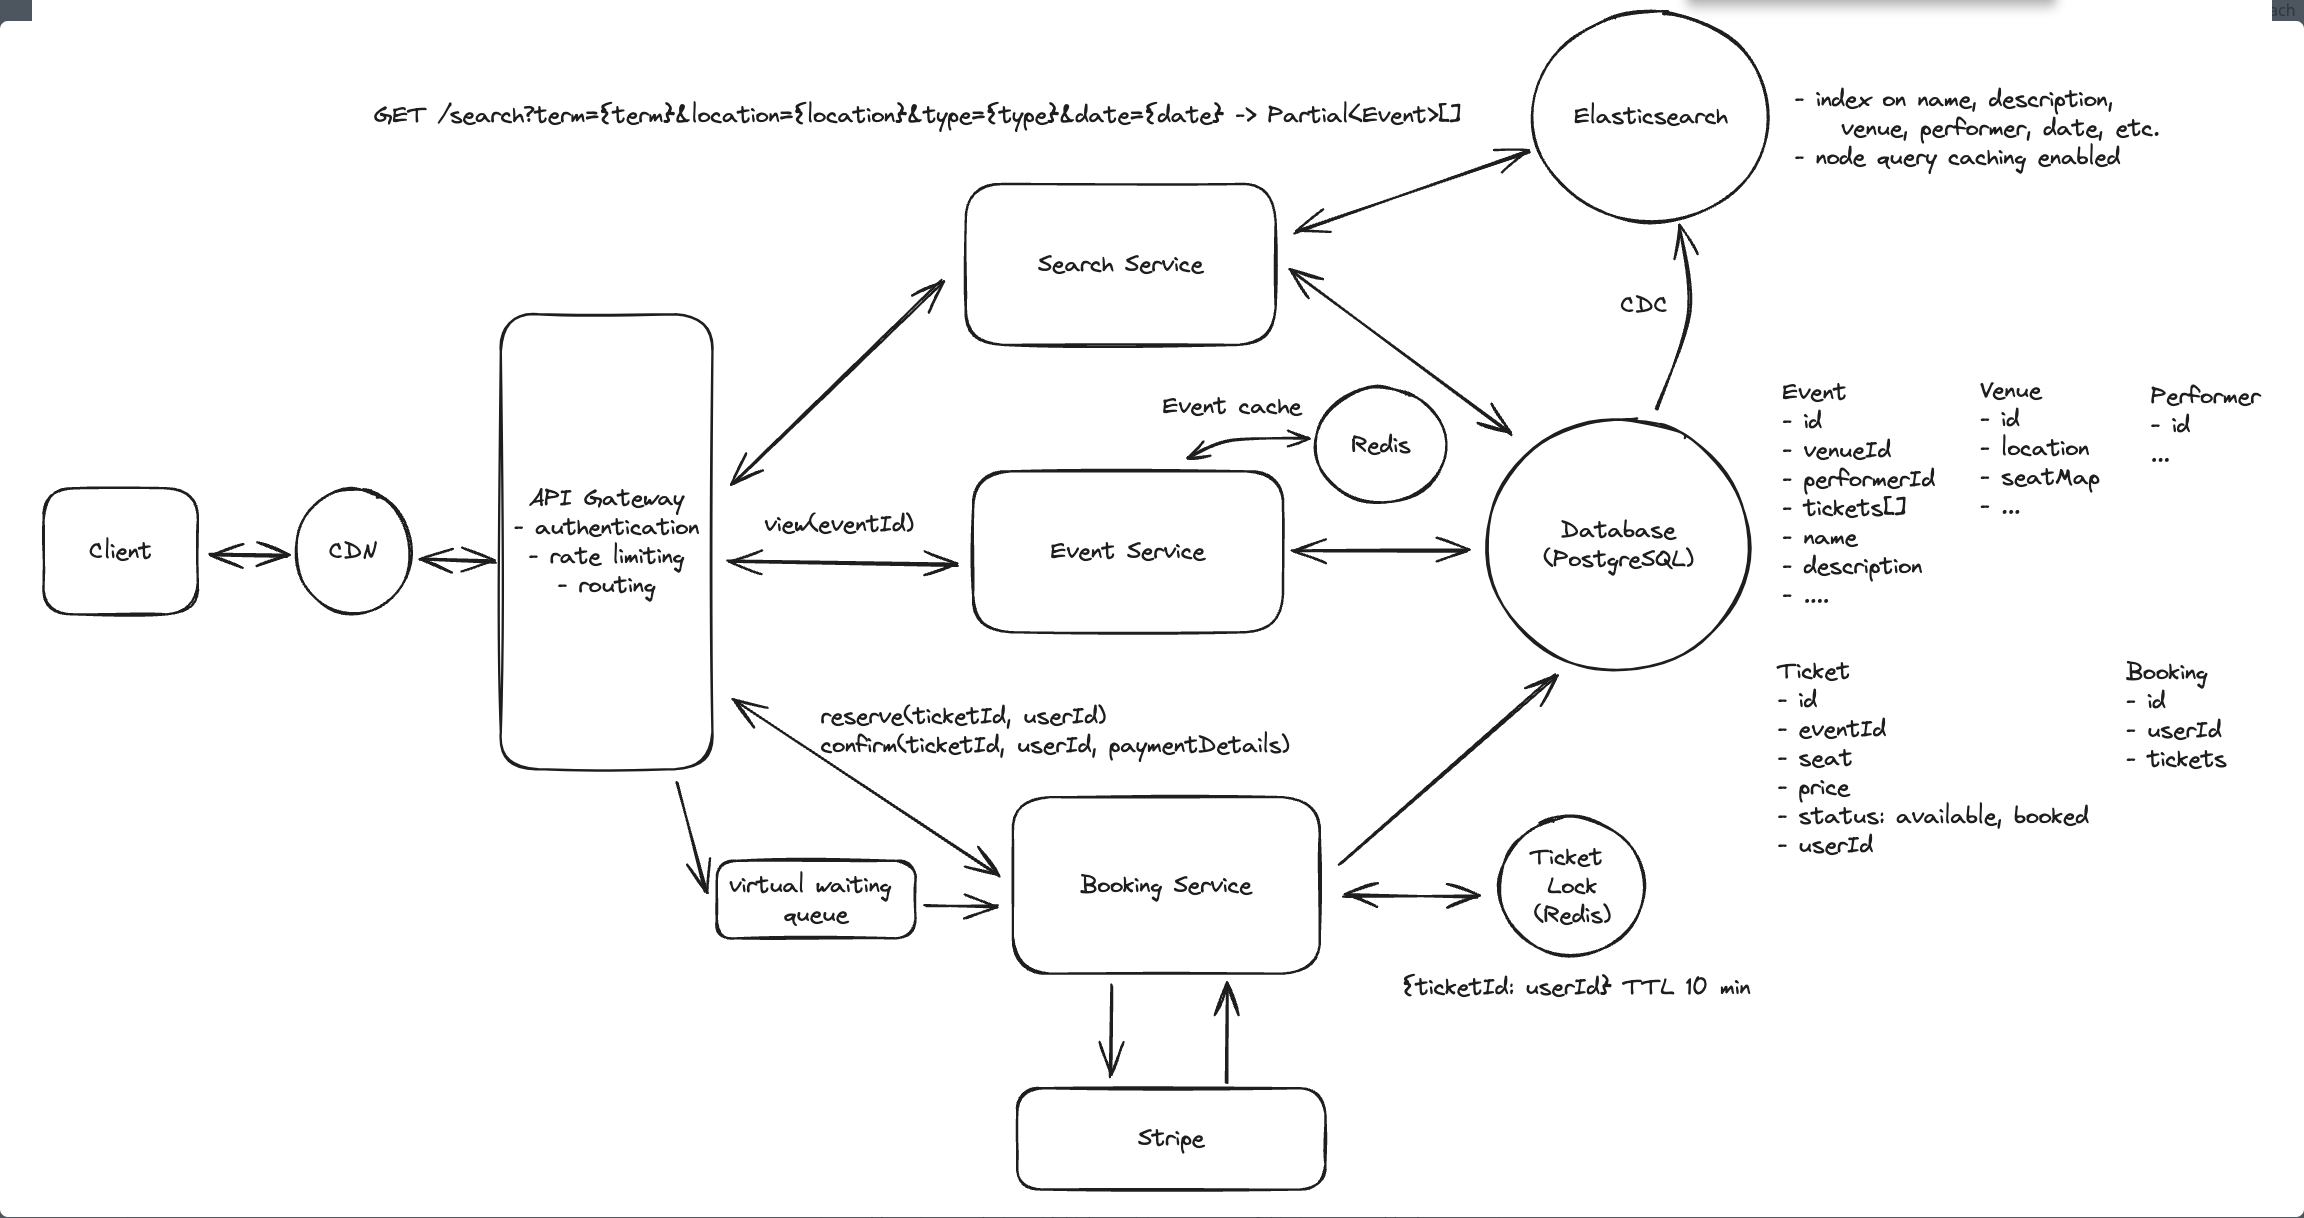 ach
GET /search?term={term}&location={location}&type={type}&date={date} -> Partial<Event>[]
Elasticsearch
- index on name, description,
venue, performer, date, etc.
- node query caching enabled
Search Service
CDC
Event cache
Redis
Client
CDN
API Gateway
- authentication
- rate limiting
- routing
view(eventId)
Event Service
Database
(PostgreSQL)
Event
- id
- venueId
- performerId
- tickets[]
- name
- description
- ....
Venue
- id
- location
- seatMap
- ...
Performer
- id
...
reserve(ticketId, userId)
confirm(ticketId, userId, paymentDetails)
virtual waiting
queue
Booking Service
Ticket
Lock
(Redis)
{ticketId: userId} TTL 10 min
Ticket
- id
- eventId
- seat
- price
- status: available, booked
- userId
Booking
- id
- userId
- tickets
Stripe